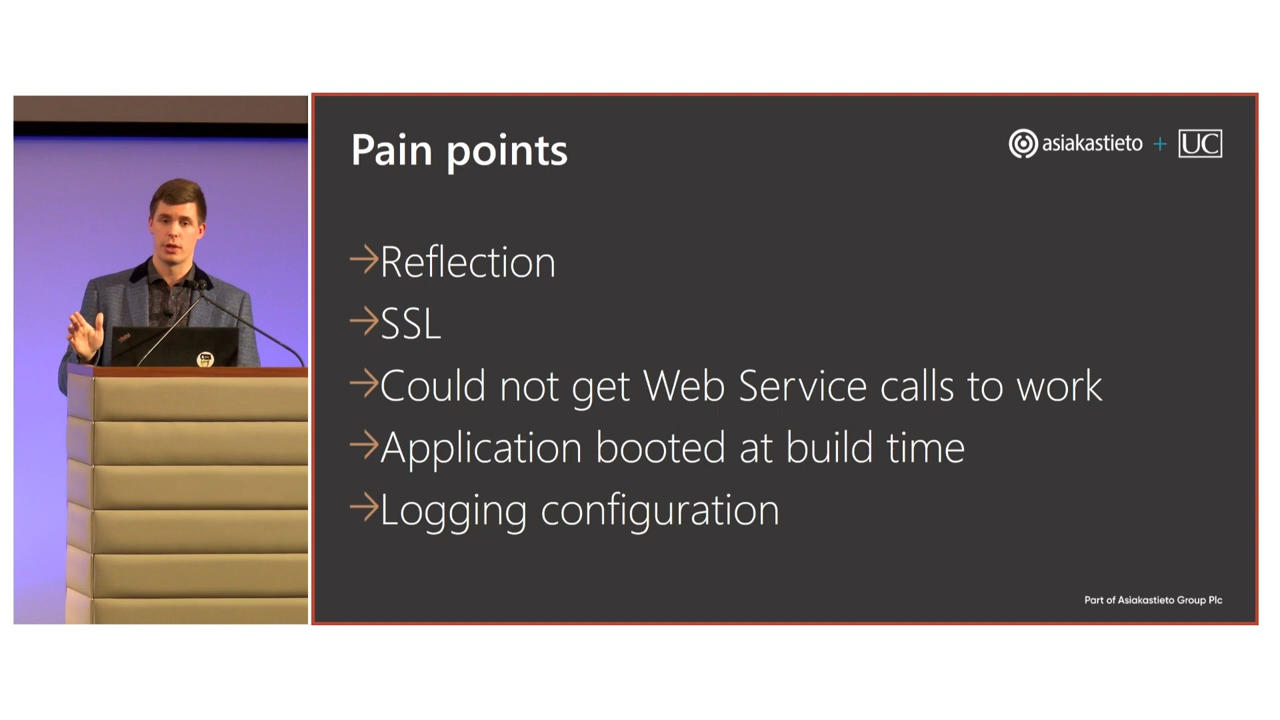 Pain points
asiakastieto + UC
→Reflection
→SSL
→Could not get Web Service calls to work
→Application booted at build time
→Logging configuration
Part of Asiakastieto Group Plc